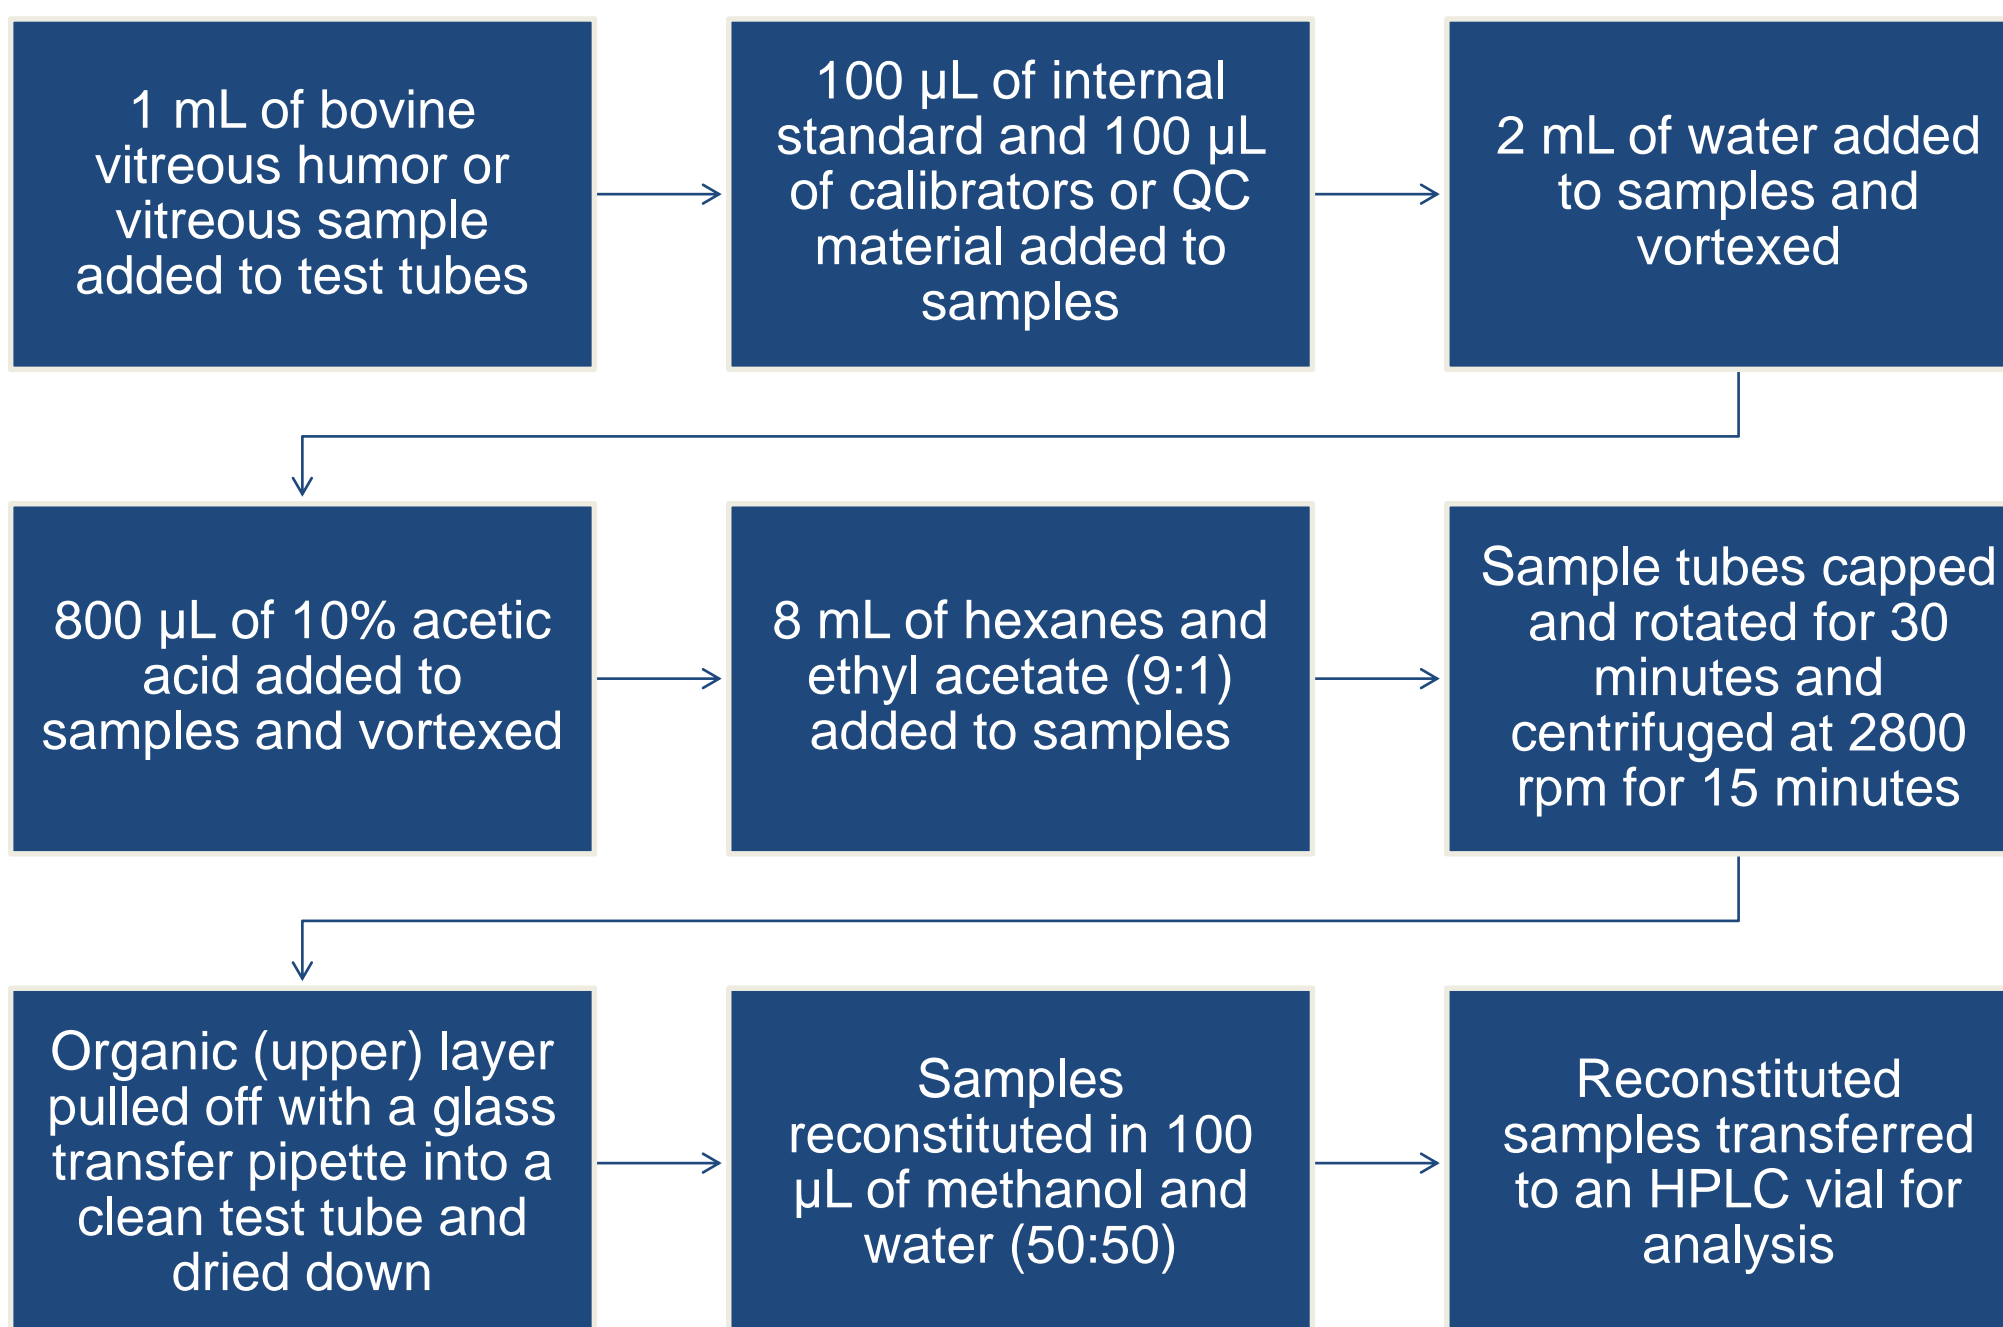 1 mL of bovine
vitreous humor or
vitreous sample
added to test tubes
100 µL of internal
standard and 100 µL
of calibrators or QC
material added to
samples
2 mL of water added
to samples and
vortexed
800 µL of 10% acetic
acid added to
samples and vortexed
8 mL of hexanes and
ethyl acetate (9:1)
added to samples
Sample tubes capped
and rotated for 30
minutes and
centrifuged at 2800
rpm for 15 minutes
Organic (upper) layer
pulled off with a glass
transfer pipette into a
clean test tube and
dried down
Samples
reconstituted in 100
µL of methanol and
water (50:50)
Reconstituted
samples transferred
to an HPLC vial for
analysis